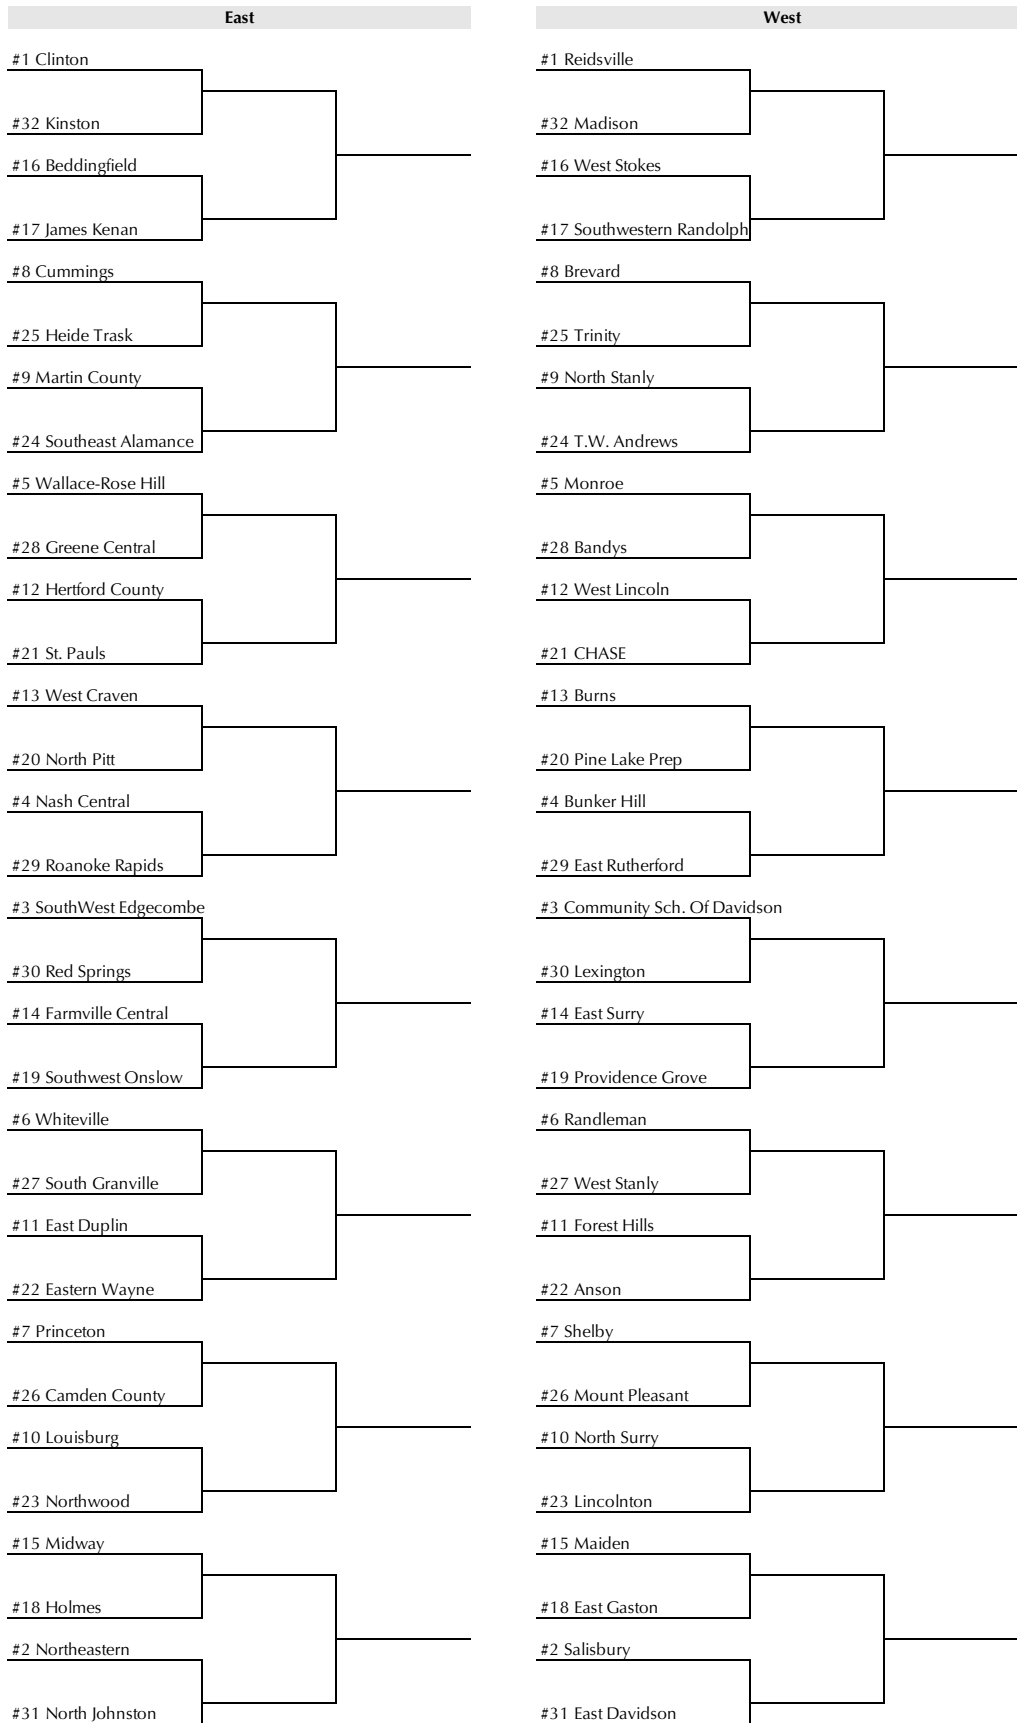 East
#1 Clinton
#32 Kinston
#16 Beddingfield
#17 James Kenan
#8 Cummings
#25 Heide Trask
#9 Martin County
#24 Southeast Alamance
#5 Wallace-Rose Hill
#28 Greene Central
#12 Hertford County
#21 St. Pauls
#13 West Craven
#20 North Pitt
#4 Nash Central
#29 Roanoke Rapids
#3 SouthWest Edgecombe
#30 Red Springs
#14 Farmville Central
#19 Southwest Onslow
#6 Whiteville
#27 South Granville
#11 East Duplin
#22 Eastern Wayne
#7 Princeton
#26 Camden County
#10 Louisburg
#23 Northwood
#15 Midway
#18 Holmes
#2 Northeastern
#31 North Johnston
West
#1 Reidsville
#32 Madison
#16 West Stokes
#17 Southwestern Randolph
#8 Brevard
#25 Trinity
#9 North Stanly
#24 T.W. Andrews
#5 Monroe
#28 Bandys
#12 West Lincoln
#21 CHASE
#13 Burns
#20 Pine Lake Prep
#4 Bunker Hill
#29 East Rutherford
#3 Community Sch. Of Davidson
#30 Lexington
#14 East Surry
#19 Providence Grove
#6 Randleman
#27 West Stanly
#11 Forest Hills
#22 Anson
#7 Shelby
#26 Mount Pleasant
#10 North Surry
#23 Lincolnton
#15 Maiden
#18 East Gaston
#2 Salisbury
#31 East Davidson